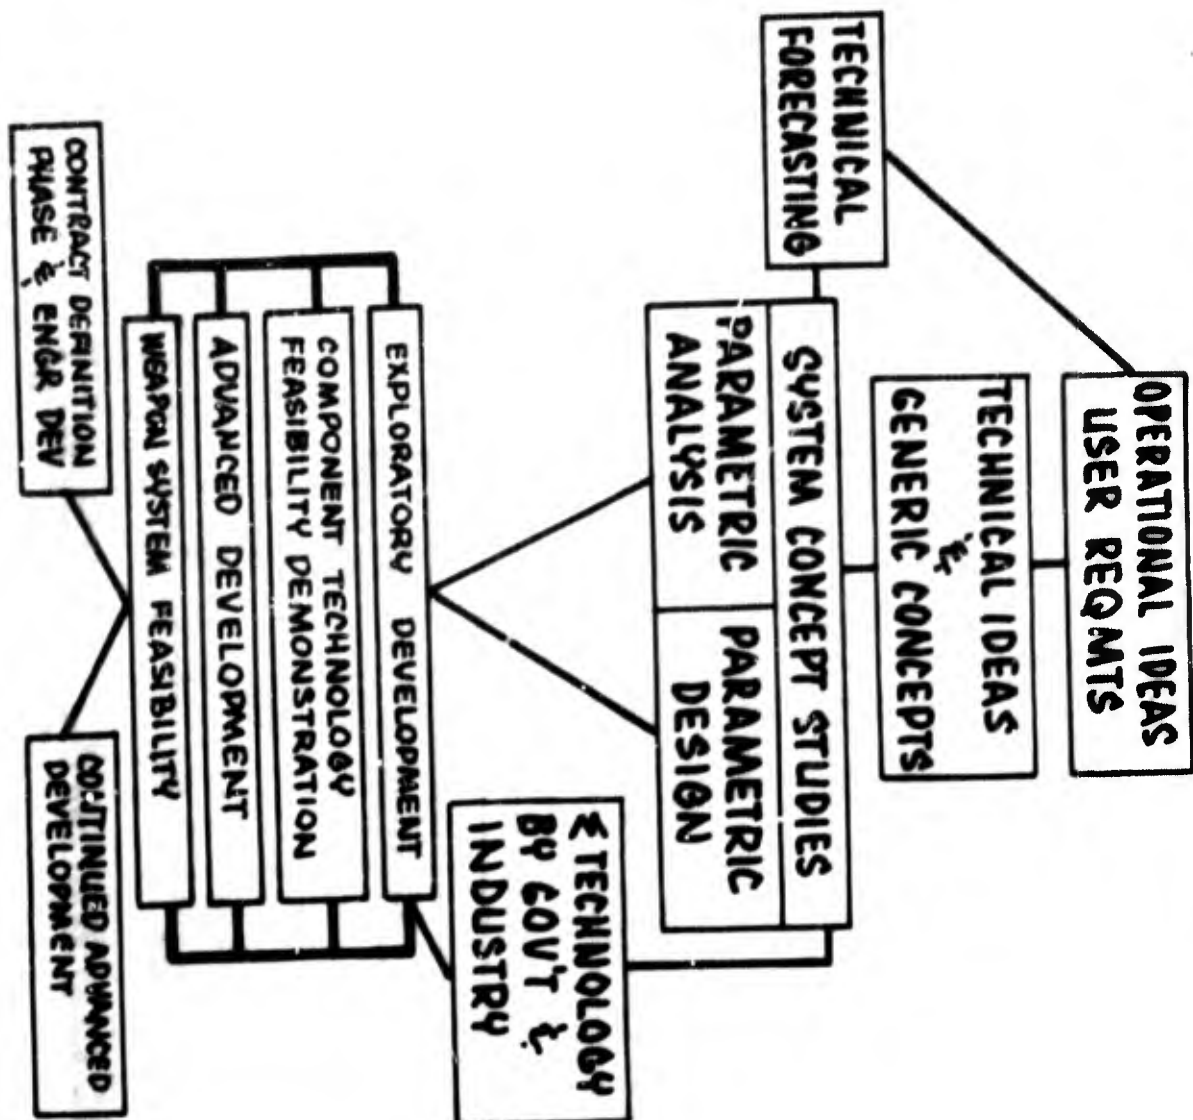 OPERATIONAL IDEAS
USER REQMTS
TECHNICAL IDEAS
&
GENERIC CONCEPTS
TECHNICAL
FORECASTING
SYSTEM CONCEPT STUDIES
PARAMETRIC
ANALYSIS
PARAMETRIC
DESIGN
Σ TECHNOLOGY
BY GOV'T &
INDUSTRY
EXPLORATORY DEVELOPMENT
COMPONENT TECHNOLOGY
FEASIBILITY DEMONSTRATION
ADVANCED DEVELOPMENT
WEAPON SYSTEM FEASIBILITY
CONTRACT DEFINITION
PHASE & ENGR DEV
CONTINUED ADVANCED
DEVELOPMENT